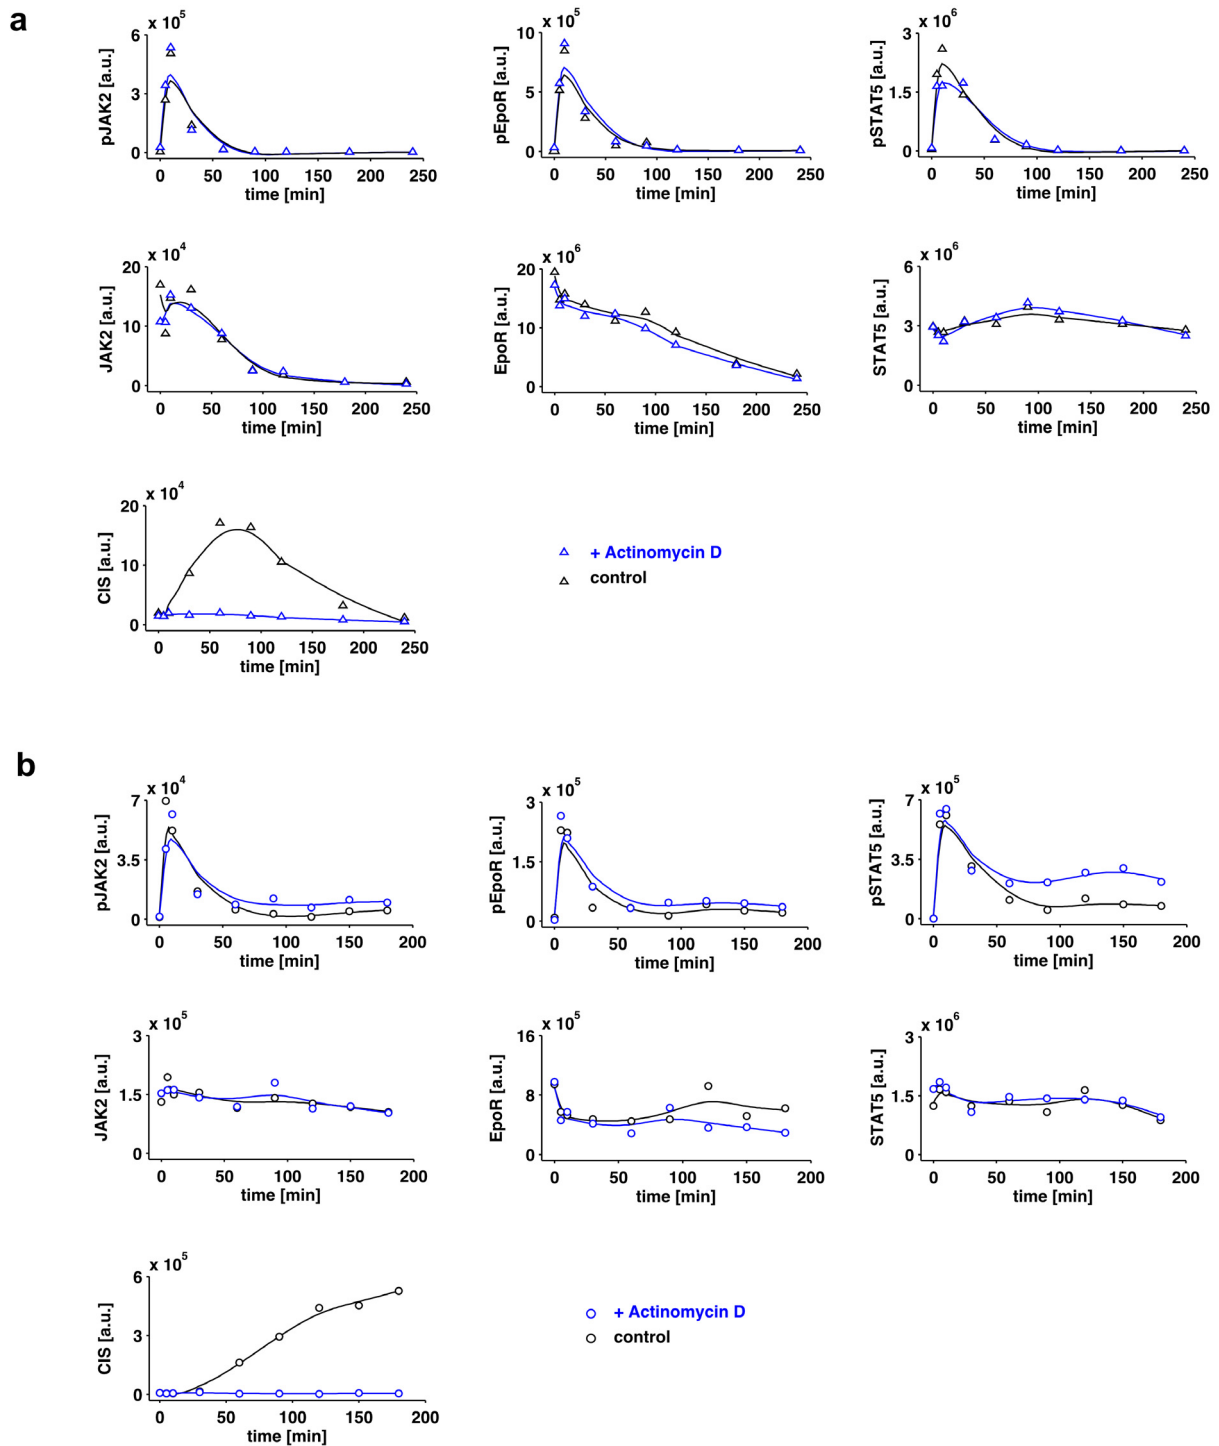 a
x 10^5
pJAK2 [a.u.]
6
3
0
0 50 100 150 200 250
time [min]
x 10^5
pEpoR [a.u.]
10
5
0
0 50 100 150 200 250
time [min]
x 10^6
pSTAT5 [a.u.]
3
1.5
0
0 50 100 150 200 250
time [min]
x 10^4
JAK2 [a.u.]
20
10
0
0 50 100 150 200 250
time [min]
x 10^6
EpoR [a.u.]
20
10
0
0 50 100 150 200 250
time [min]
x 10^6
STAT5 [a.u.]
6
3
0
0 50 100 150 200 250
time [min]
x 10^4
CIS [a.u.]
20
10
0
0 50 100 150 200 250
time [min]
+ Actinomycin D
control
b
x 10^4
pJAK2 [a.u.]
7
3.5
0
0 50 100 150 200
time [min]
x 10^5
pEpoR [a.u.]
3
1.5
0
0 50 100 150 200
time [min]
x 10^5
pSTAT5 [a.u.]
7
3.5
0
0 50 100 150 200
time [min]
x 10^5
JAK2 [a.u.]
3
1.5
0
0 50 100 150 200
time [min]
x 10^5
EpoR [a.u.]
16
8
0
0 50 100 150 200
time [min]
x 10^6
STAT5 [a.u.]
3
1.5
0
0 50 100 150 200
time [min]
x 10^5
CIS [a.u.]
6
3
0
0 50 100 150 200
time [min]
+ Actinomycin D
control